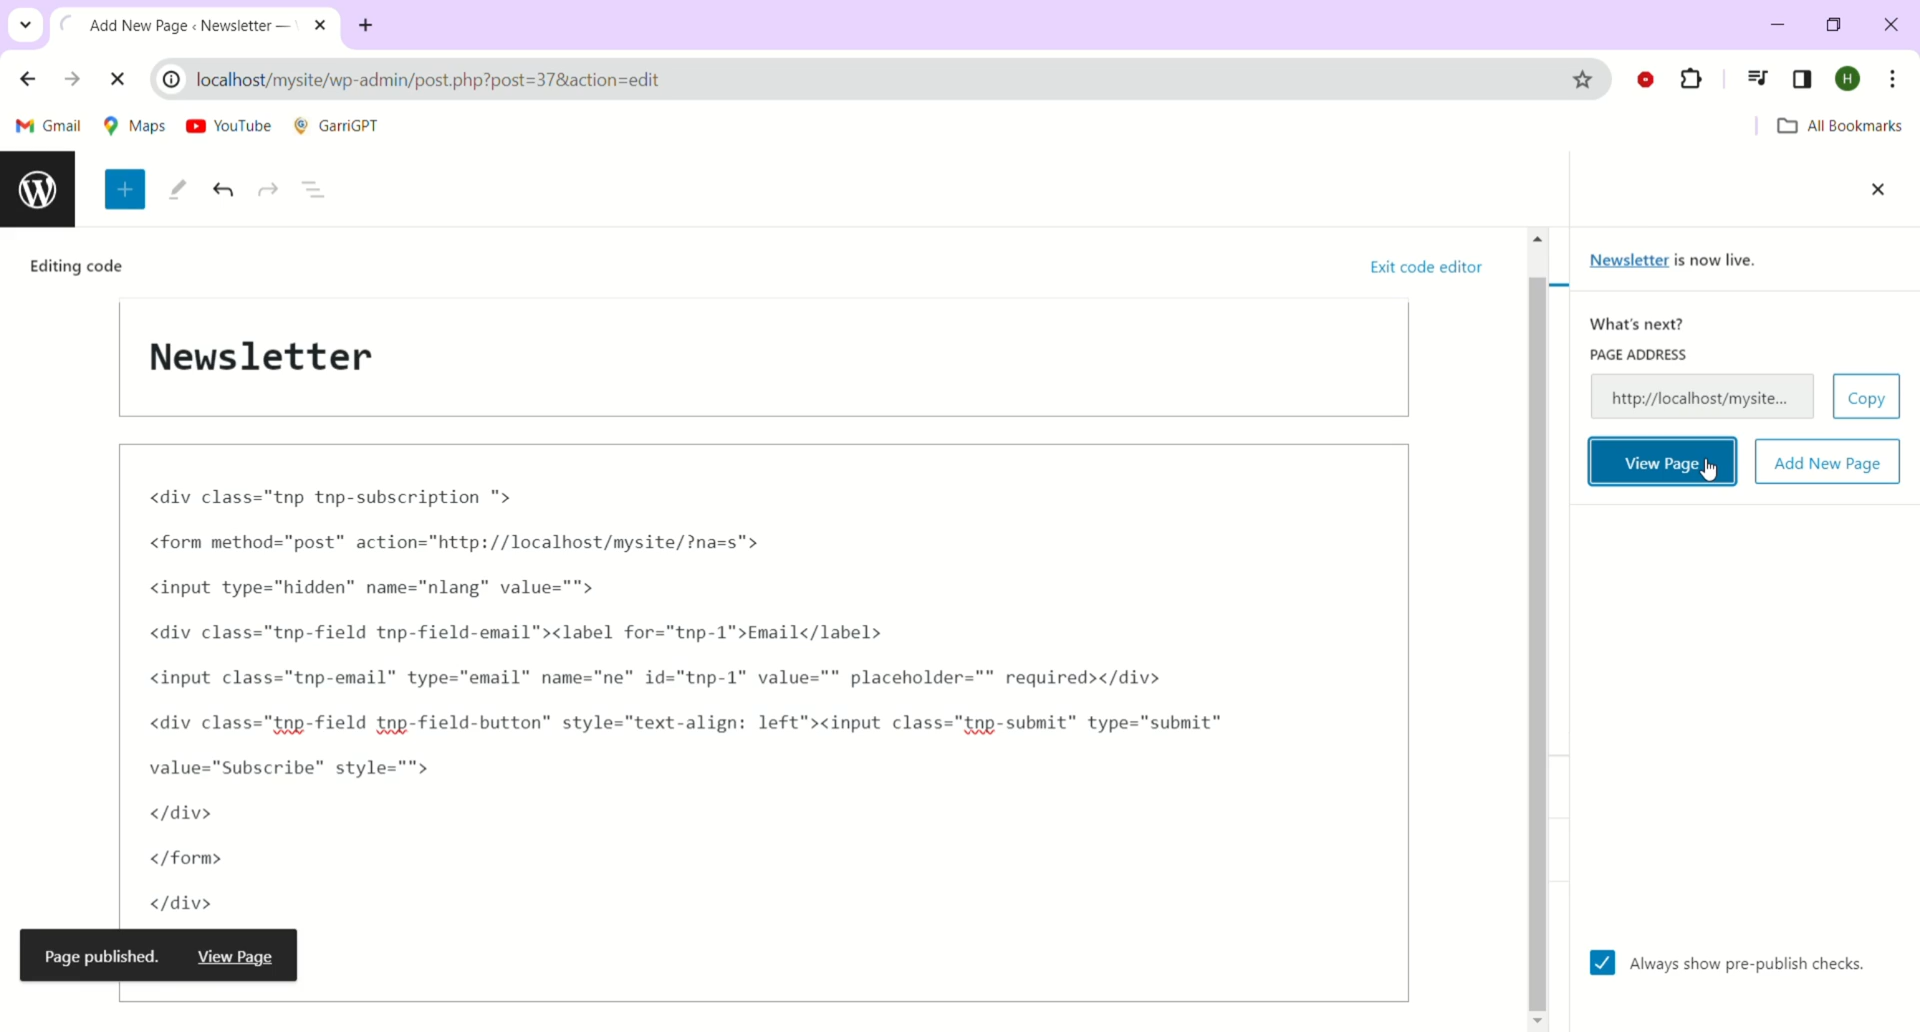 Add New Page ‹ Newsletter —
localhost/mysite/wp-admin/post.php?post=37&action=edit
H
Gmail
Maps
YouTube
GarriGPT
All Bookmarks
Editing code
Exit code editor
Newsletter
<div class="tnp tnp-subscription ">
<form method="post" action="http://localhost/mysite/?na=s">
<input type="hidden" name="nlang" value="">
<div class="tnp-field tnp-field-email"><label for="tnp-1">Email</label>
<input class="tnp-email" type="email" name="ne" id="tnp-1" value="" placeholder="" required></div>
<div class="tnp-field tnp-field-button" style="text-align: left"><input class="tnp-submit" type="submit"
value="Subscribe" style="">
</div>
</form>
</div>
Page published.
View Page
Newsletter is now live.
What's next?
PAGE ADDRESS
http://localhost/mysite...
Copy
View Page
Add New Page
Always show pre-publish checks.